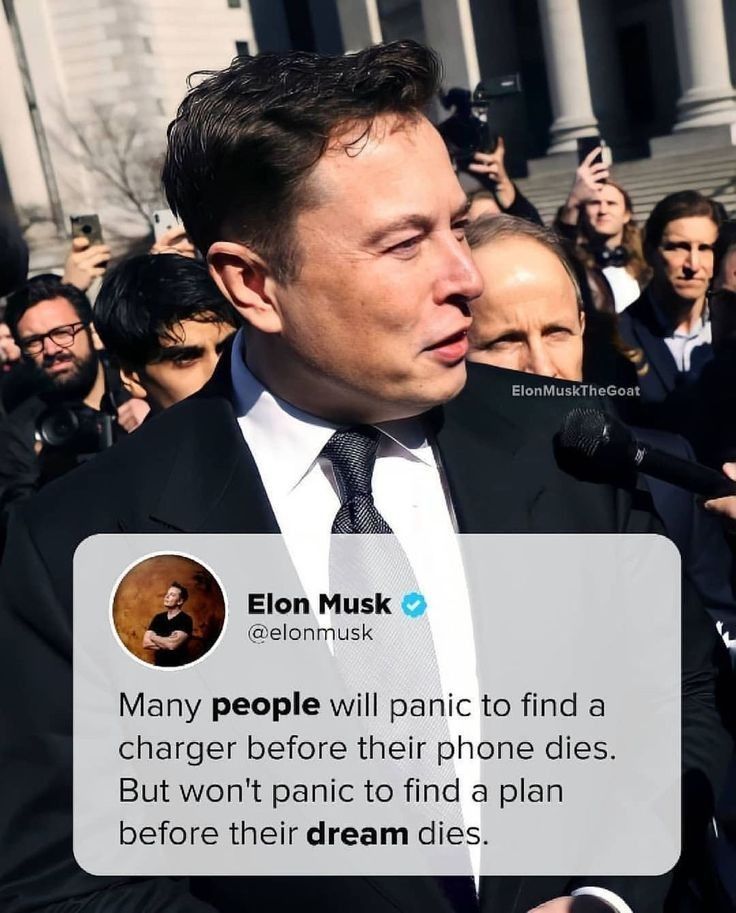 ElonMuskTheGoat
Elon Musk
@elonmusk
Many people will panic to find a
charger before their phone dies.
But won't panic to find a plan
before their dream dies.